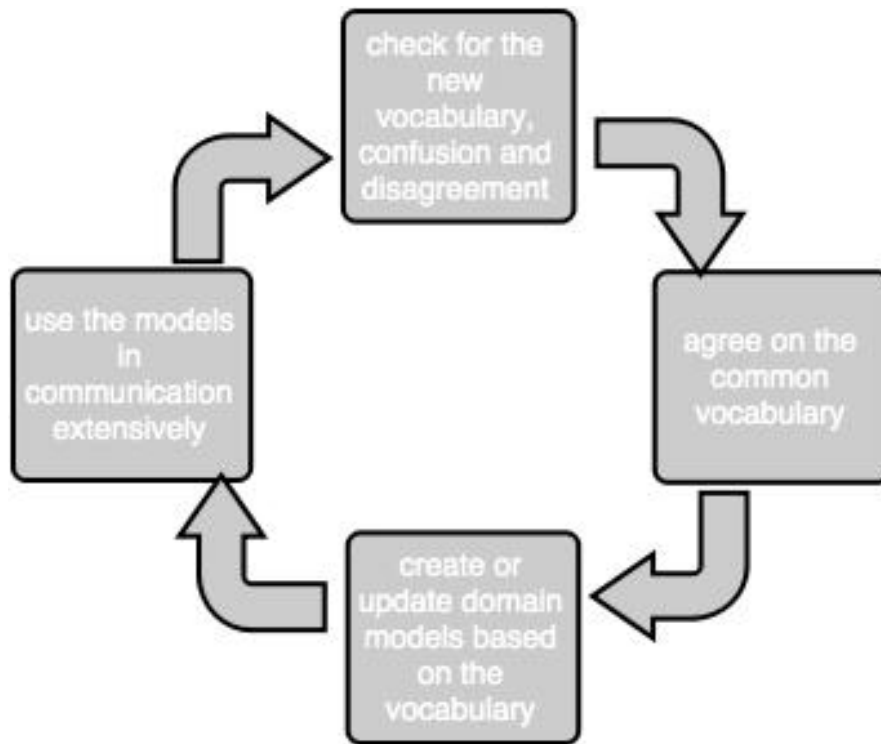 check for the
new
vocabulary,
confusion and
disagreement
agree on the
common
vocabulary
create or
update domain
models based
on the
vocabulary
use the models
in
communication
extensively